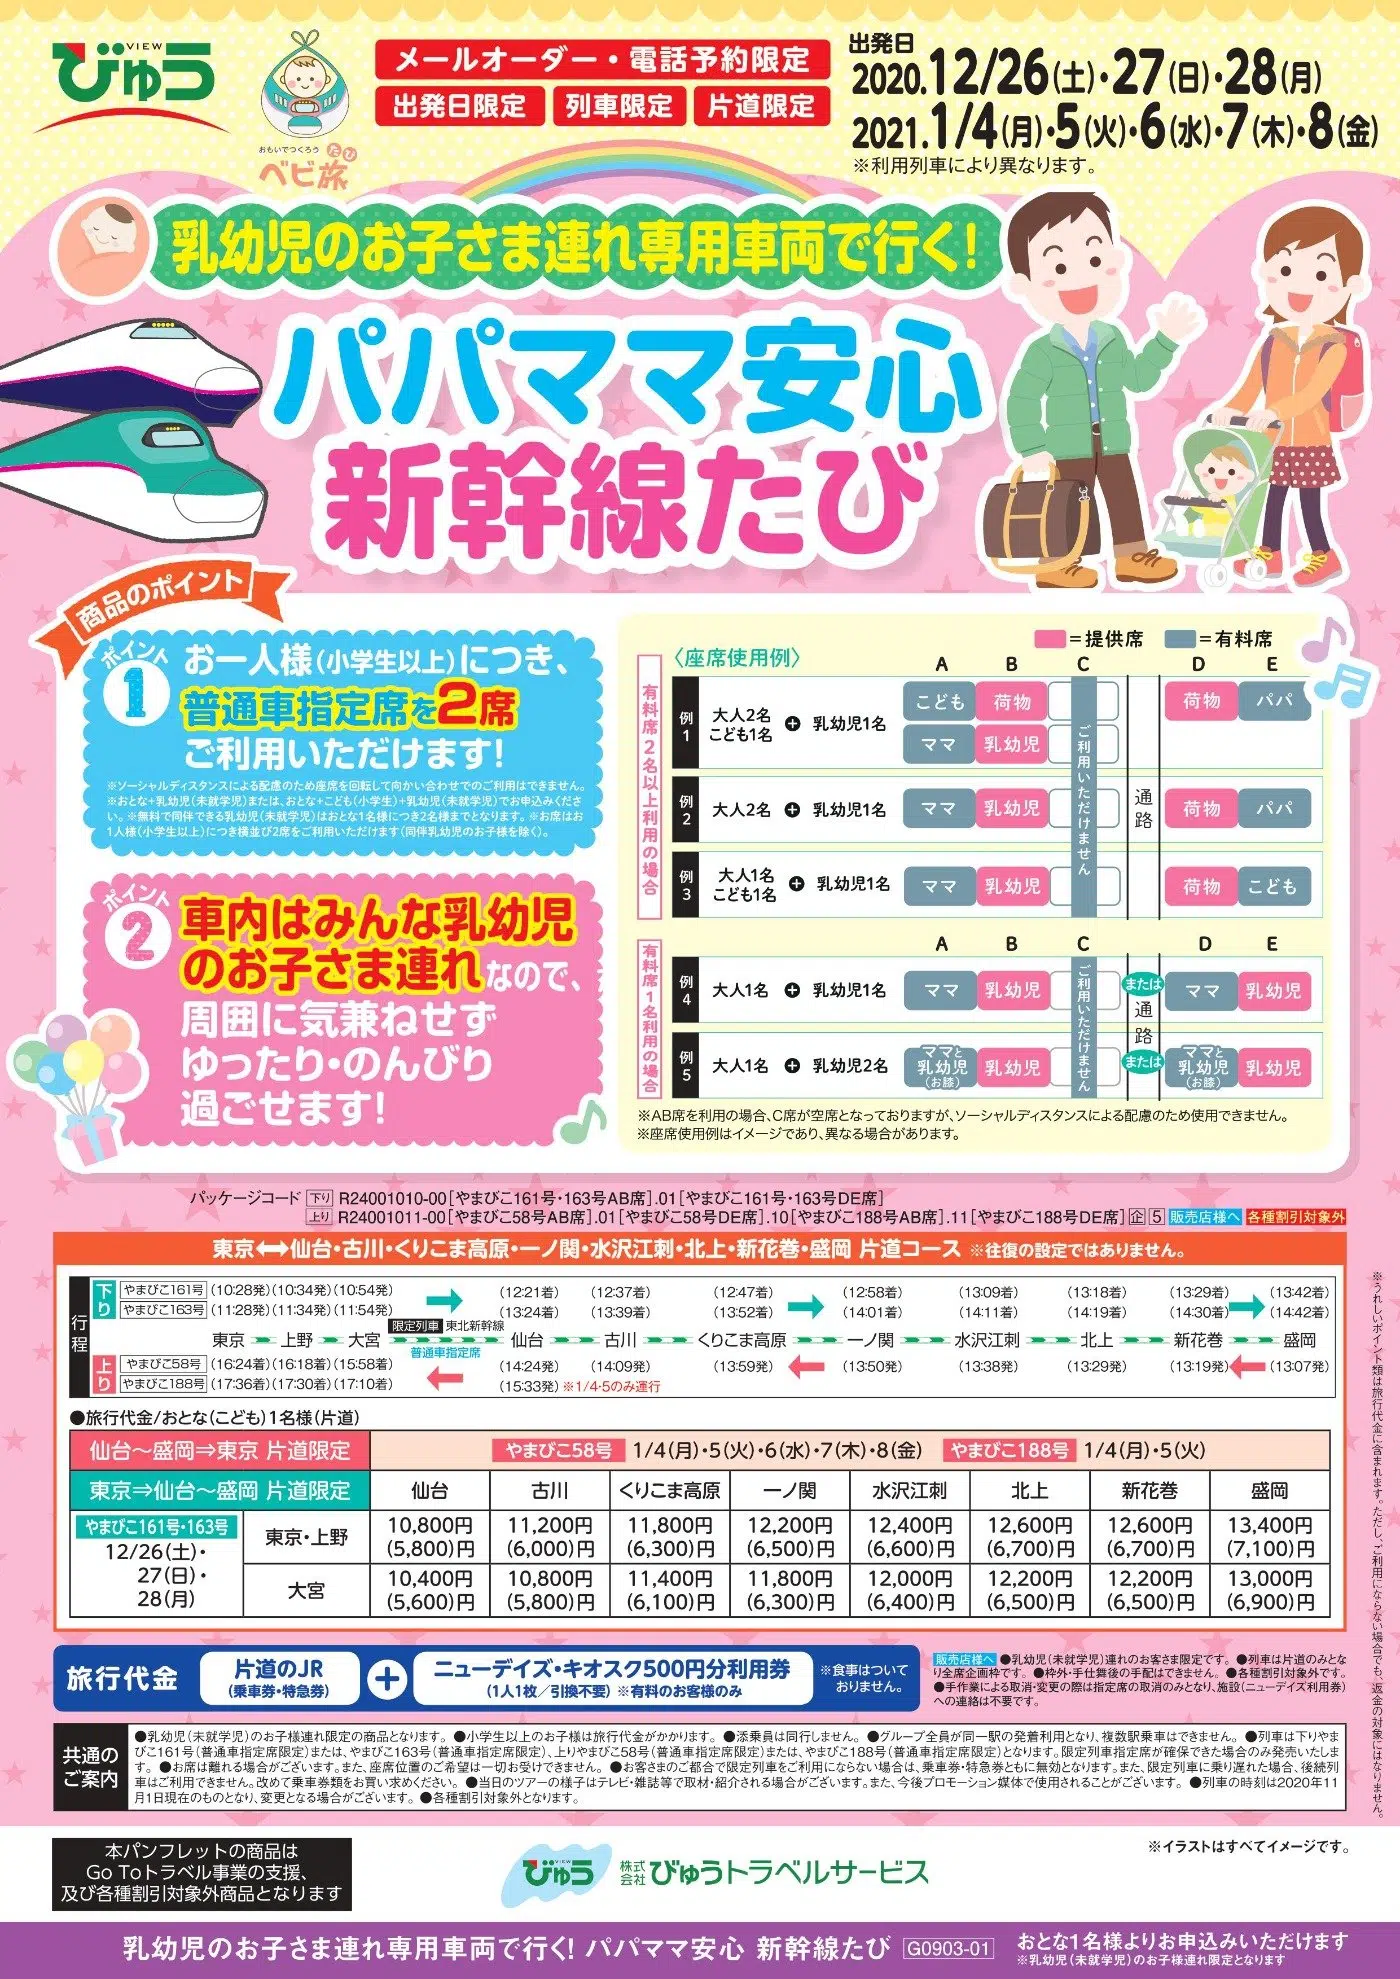 VIEW
びゅう
おもいでつくろう
ベビ旅
たび
メールオーダー・電話予約限定
出発日限定 列車限定 片道限定
出発日
2020.12/26(土)・27(日)・28(月)
2021.1/4(月)・5(火)・6(水)・7(木)・8(金)
※利用列車により異なります。
乳幼児のお子さま連れ専用車両で行く!
パパママ安心
新幹線たび
商品のポイント
ポイント
1
お一人様(小学生以上)につき、
普通車指定席を2席
ご利用いただけます!
※ソーシャルディスタンスによる配慮のため座席を回転して向かい合わせでのご利用はできません。
※おとな+乳幼児(未就学児)または、おとな+こども(小学生)+乳幼児(未就学児)でお申込みくださ
い。※無料で同伴できる乳幼児(未就学児)はおとな1名様につき2名様までとなります。※お席はお
1人様(小学生以上)につき横並び2席をご利用いただけます(同伴乳幼児のお子様を除く)。
ポイント
2
車内はみんな乳幼児
のお子さま連れなので、
周囲に気兼ねせず
ゆったり・のんびり
過ごせます!
=提供席 =有料席
〈座席使用例〉
A B C D E
有料席2名以上利用の場合
例1 大人2名 こども1名 + 乳幼児1名 こども 荷物 荷物 パパ
ママ 乳幼児
例2 大人2名 + 乳幼児1名 ママ 乳幼児 荷物 パパ
例3 大人1名 こども1名 + 乳幼児1名 ママ 乳幼児 荷物 こども
ご利用いただけません
通路
A B C D E
有料席1名利用の場合
例4 大人1名 + 乳幼児1名 ママ 乳幼児 または ママ 乳幼児
例5 大人1名 + 乳幼児2名 ママと乳幼児(お膝) 乳幼児 または ママと乳幼児(お膝) 乳幼児
ご利用いただけません
通路
※AB席を利用の場合、C席が空席となっておりますが、ソーシャルディスタンスによる配慮のため使用できません。
※座席使用例はイメージであり、異なる場合があります。
パッケージコード 下り R24001010-00[やまびこ161号・163号AB席].01[やまびこ161号・163号DE席]
上り R24001011-00[やまびこ58号AB席].01[やまびこ58号DE席].10[やまびこ188号AB席].11[やまびこ188号DE席] 企 5 販売店様へ 各種割引対象外
東京⟷仙台・古川・くりこま高原・一ノ関・水沢江刺・北上・新花巻・盛岡 片道コース ※往復の設定ではありません。
行程
下り
やまびこ161号 (10:28発)(10:34発)(10:54発) (12:21着) (12:37着) (12:47着) (12:58着) (13:09着) (13:18着) (13:29着) (13:42着)
やまびこ163号 (11:28発)(11:34発)(11:54発) (13:24着) (13:39着) (13:52着) (14:01着) (14:11着) (14:19着) (14:30着) (14:42着)
限定列車 東北新幹線
東京 上野 大宮 仙台 古川 くりこま高原 一ノ関 水沢江刺 北上 新花巻 盛岡
普通車指定席
上り
やまびこ58号 (16:24着)(16:18着)(15:58着) (14:24発) (14:09発) (13:59発) (13:50発) (13:38発) (13:29発) (13:19発) (13:07発)
やまびこ188号 (17:36着)(17:30着)(17:10着) (15:33発) ※1/4・5のみ運行
●旅行代金/おとな(こども)1名様(片道)
仙台〜盛岡⇒東京 片道限定 やまびこ58号 1/4(月)・5(火)・6(水)・7(木)・8(金) やまびこ188号 1/4(月)・5(火)
東京⇒仙台〜盛岡 片道限定 仙台 古川 くりこま高原 一ノ関 水沢江刺 北上 新花巻 盛岡
やまびこ161号・163号
12/26(土)・
27(日)・
28(月)
東京・上野 10,800円 11,200円 11,800円 12,200円 12,400円 12,600円 12,600円 13,400円
(5,800)円 (6,000)円 (6,300)円 (6,500)円 (6,600)円 (6,700)円 (6,700)円 (7,100)円
大宮 10,400円 10,800円 11,400円 11,800円 12,000円 12,200円 12,200円 13,000円
(5,600)円 (5,800)円 (6,100)円 (6,300)円 (6,400)円 (6,500)円 (6,500)円 (6,900)円
※うれしいポイント類は旅行代金に含まれます。ただし、ご利用にならない場合でも、返金の対象にはなりません。
旅行代金
片道のJR
(乗車券・特急券)
+
ニューデイズ・キオスク500円分利用券
(1人1枚/引換不要) ※有料のお客様のみ
※食事はついて
おりません。
販売店様へ ●乳幼児(未就学児)連れのお客さま限定です。 ●列車は片道のみとな
り全席企画枠です。 ●枠外・手仕舞後の手配はできません。 ●各種割引対象外です。
●手作業による取消・変更の際は指定席の取消のみとなり、施設(ニューデイズ利用券)
への連絡は不要です。
共通の
ご案内
●乳幼児(未就学児)のお子様連れ限定の商品となります。 ●小学生以上のお子様は旅行代金がかかります。 ●添乗員は同行しません。 ●グループ全員が同一駅の発着利用となり、複数駅乗車はできません。 ●列車は下りやま
びこ161号(普通車指定席限定)または、やまびこ163号(普通車指定席限定)、上りやまびこ58号(普通車指定席限定)または、やまびこ188号(普通車指定席限定)となります。限定列車指定席が確保できた場合のみ発売いたしま
す。 ●お席は離れる場合がございます。また、座席位置のご希望は一切お受けできません。 ●お客さまのご都合で限定列車をご利用にならない場合は、乗車券・特急券ともに無効となります。また、限定列車に乗り遅れた場合、後続列
車はご利用できません。改めて乗車券類をお買い求めください。 ●当日のツアーの様子はテレビ・雑誌等で取材・紹介される場合がございます。また、今後プロモーション媒体で使用されることがございます。 ●列車の時刻は2020年11
月1日現在のものとなり、変更となる場合がございます。 ●各種割引対象外となります。
本パンフレットの商品は
Go Toトラベル事業の支援、
及び各種割引対象外商品となります
VIEW
びゅう
株式会社 びゅうトラベルサービス
※イラストはすべてイメージです。
乳幼児のお子さま連れ専用車両で行く! パパママ安心 新幹線たび G0903-01
おとな1名様よりお申込みいただけます
※乳幼児(未就学児)のお子様連れ限定となります